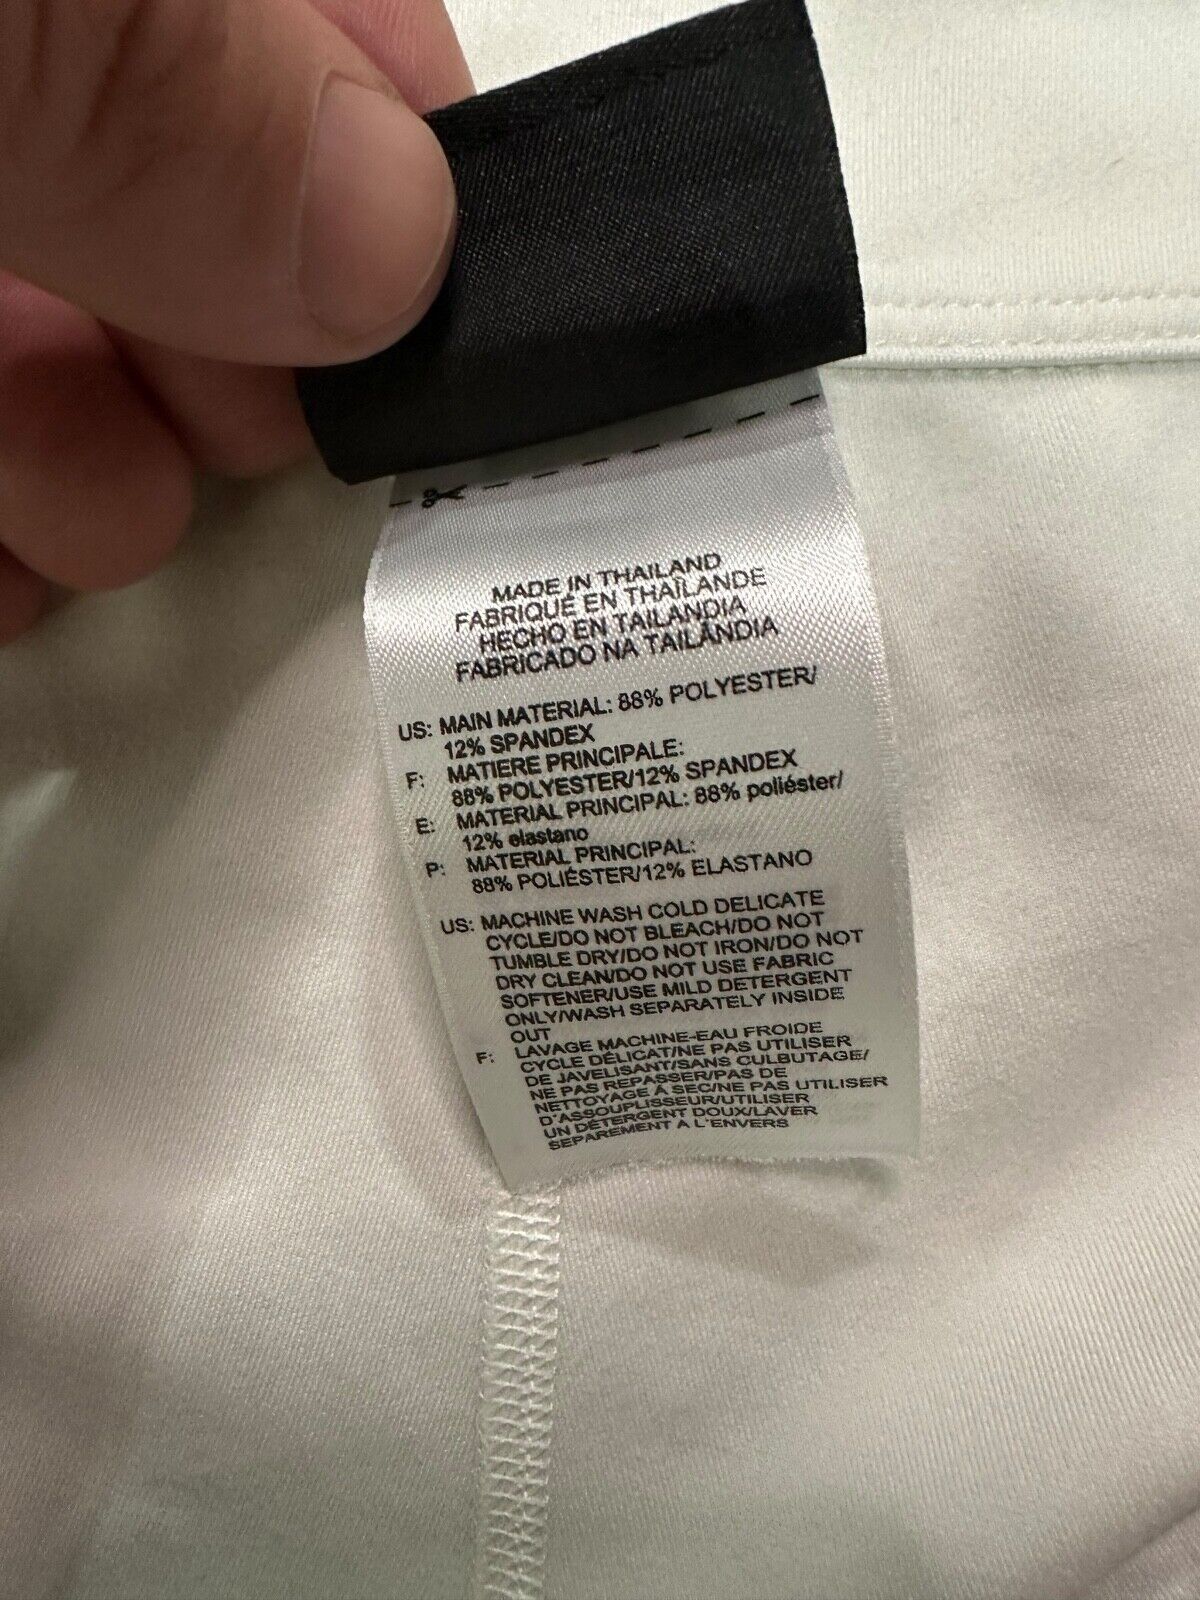 MADE IN THAILAND
FABRIQUÉ EN THAÏLANDE
HECHO EN TAILANDIA
FABRICADO NA TAILÂNDIA
US: MAIN MATERIAL: 88% POLYESTER/
12% SPANDEX
F: MATIERE PRINCIPALE:
88% POLYESTER/12% SPANDEX
E: MATERIAL PRINCIPAL: 88% poliéster/
12% elastano
P: MATERIAL PRINCIPAL:
88% POLIÉSTER/12% ELASTANO
US: MACHINE WASH COLD DELICATE
CYCLE/DO NOT BLEACH/DO NOT
TUMBLE DRY/DO NOT IRON/DO NOT
DRY CLEAN/DO NOT USE FABRIC
SOFTENER/USE MILD DETERGENT
ONLY/WASH SEPARATELY INSIDE
OUT
F: LAVAGE MACHINE-EAU FROIDE
CYCLE DÉLICAT/NE PAS UTILISER
DE JAVELISANT/SANS CULBUTAGE/
NE PAS REPASSER/PAS DE
NETTOYAGE À SEC/NE PAS UTILISER
D'ASSOUPLISSEUR/UTILISER
UN DÉTERGENT DOUX/LAVER
SEPAREMENT A L'ENVERS